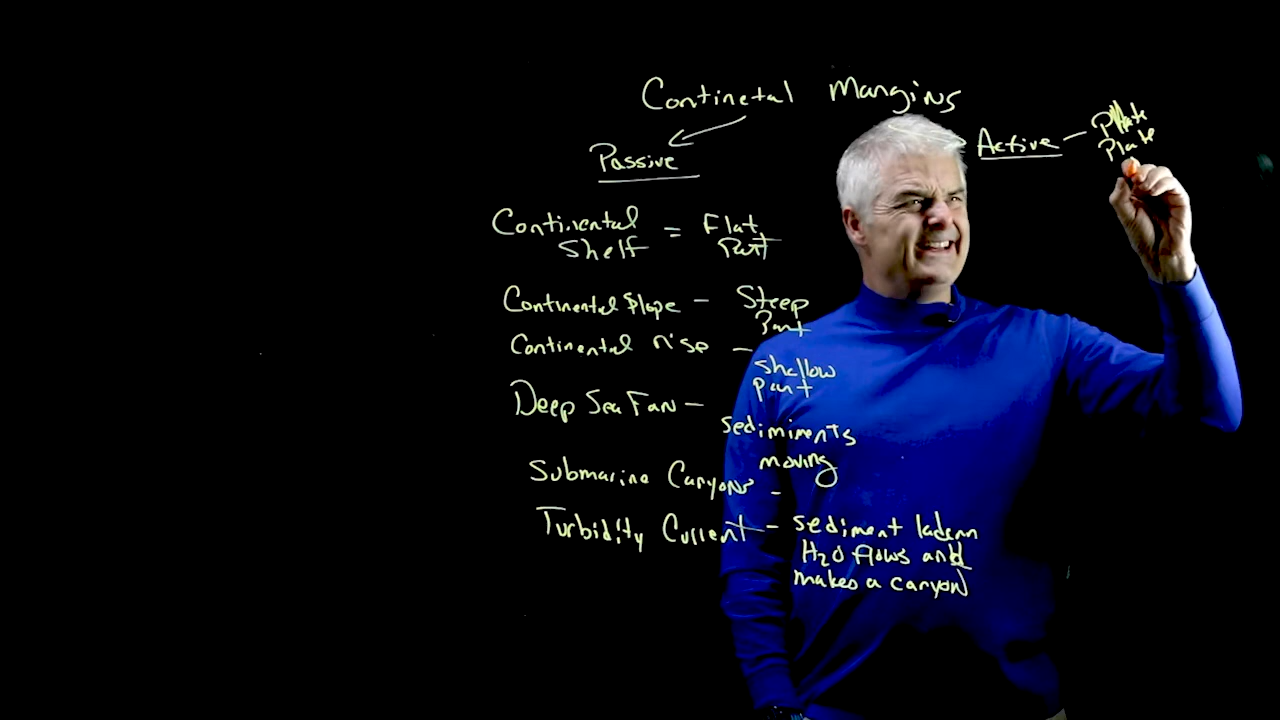 Continetal Margins
Passive
Active - Plate
Plate
Continental = Flat
Shelf Part
Continental Slope - Steep
Part
Continental rise -
shallow
part
Deep Sea Fan -
sedimients
moving
Submarine Canyons -
Turbidity Current - sediment laden
H2O flows and
makes a canyon